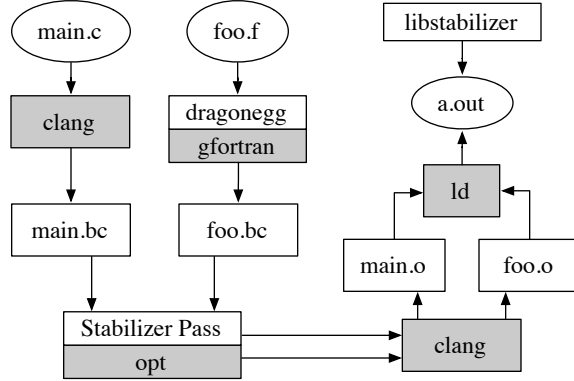 main.c
foo.f
libstabilizer
a.out
clang
dragonegg
gfortran
ld
main.bc
foo.bc
main.o
foo.o
Stabilizer Pass
opt
clang